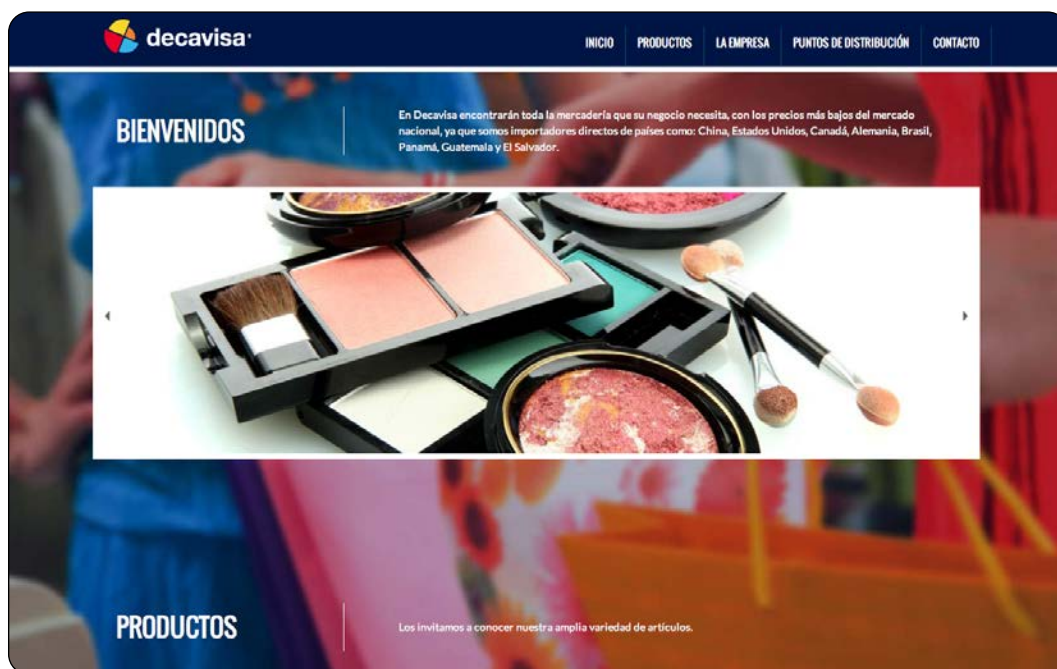 decavisa
INICIO PRODUCTOS LA EMPRESA PUNTOS DE DISTRIBUCIÓN CONTACTO
BIENVENIDOS
En Decavisa encontrarán toda la mercadería que su negocio necesita, con los precios más bajos del mercado
nacional, ya que somos importadores directos de países como: China, Estados Unidos, Canadá, Alemania, Brasil,
Panamá, Guatemala y El Salvador.
PRODUCTOS
Los invitamos a conocer nuestra amplia variedad de artículos.